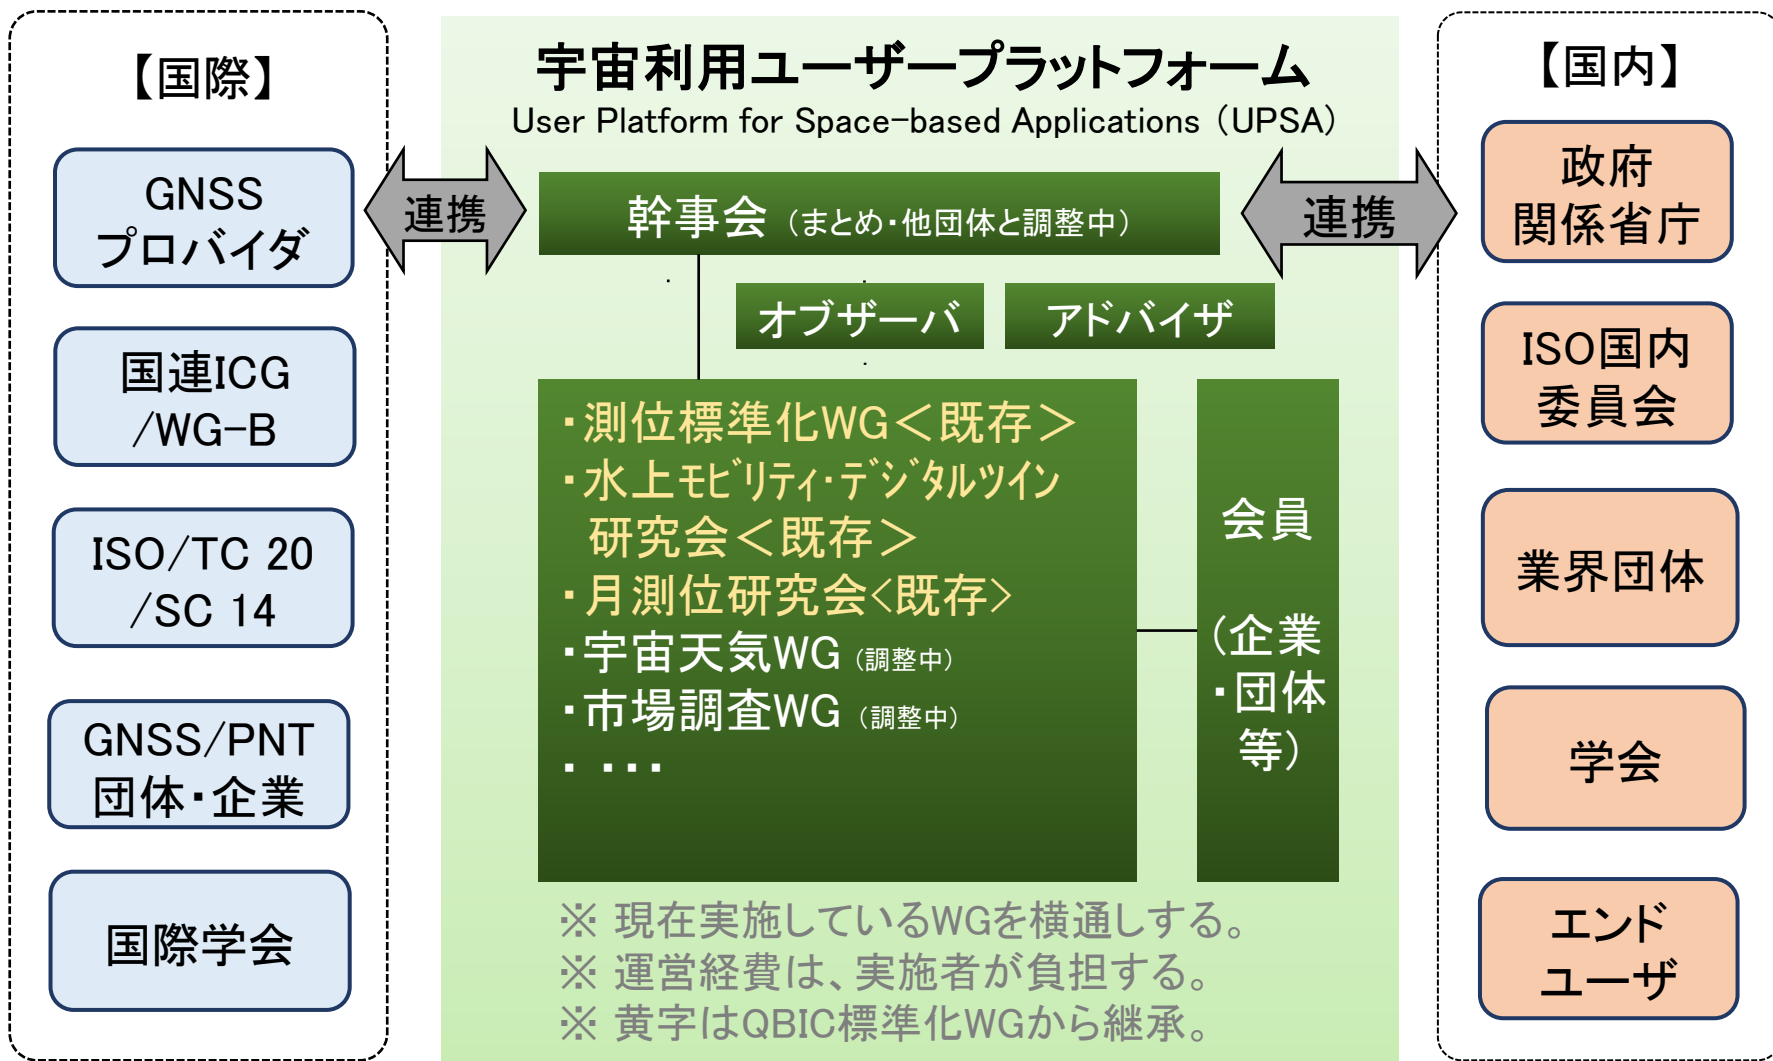 【国際】
GNSS
プロバイダ
国連ICG
/WG-B
ISO/TC 20
/SC 14
GNSS/PNT
団体・企業
国際学会
連携
宇宙利用ユーザープラットフォーム
User Platform for Space-based Applications (UPSA)
幹事会 (まとめ・他団体と調整中)
オブザーバ
アドバイザ
・測位標準化WG<既存>
・水上ﾓﾋﾞﾘﾃｨ・ﾃﾞｼﾞﾀﾙﾂｲﾝ
研究会<既存>
・月測位研究会<既存>
・宇宙天気WG (調整中)
・市場調査WG (調整中)
・ ・・・
会員
(企業
・団体
等)
※ 現在実施しているWGを横通しする。
※ 運営経費は、実施者が負担する。
※ 黄字はQBIC標準化WGから継承。
連携
【国内】
政府
関係省庁
ISO国内
委員会
業界団体
学会
エンド
ユーザ